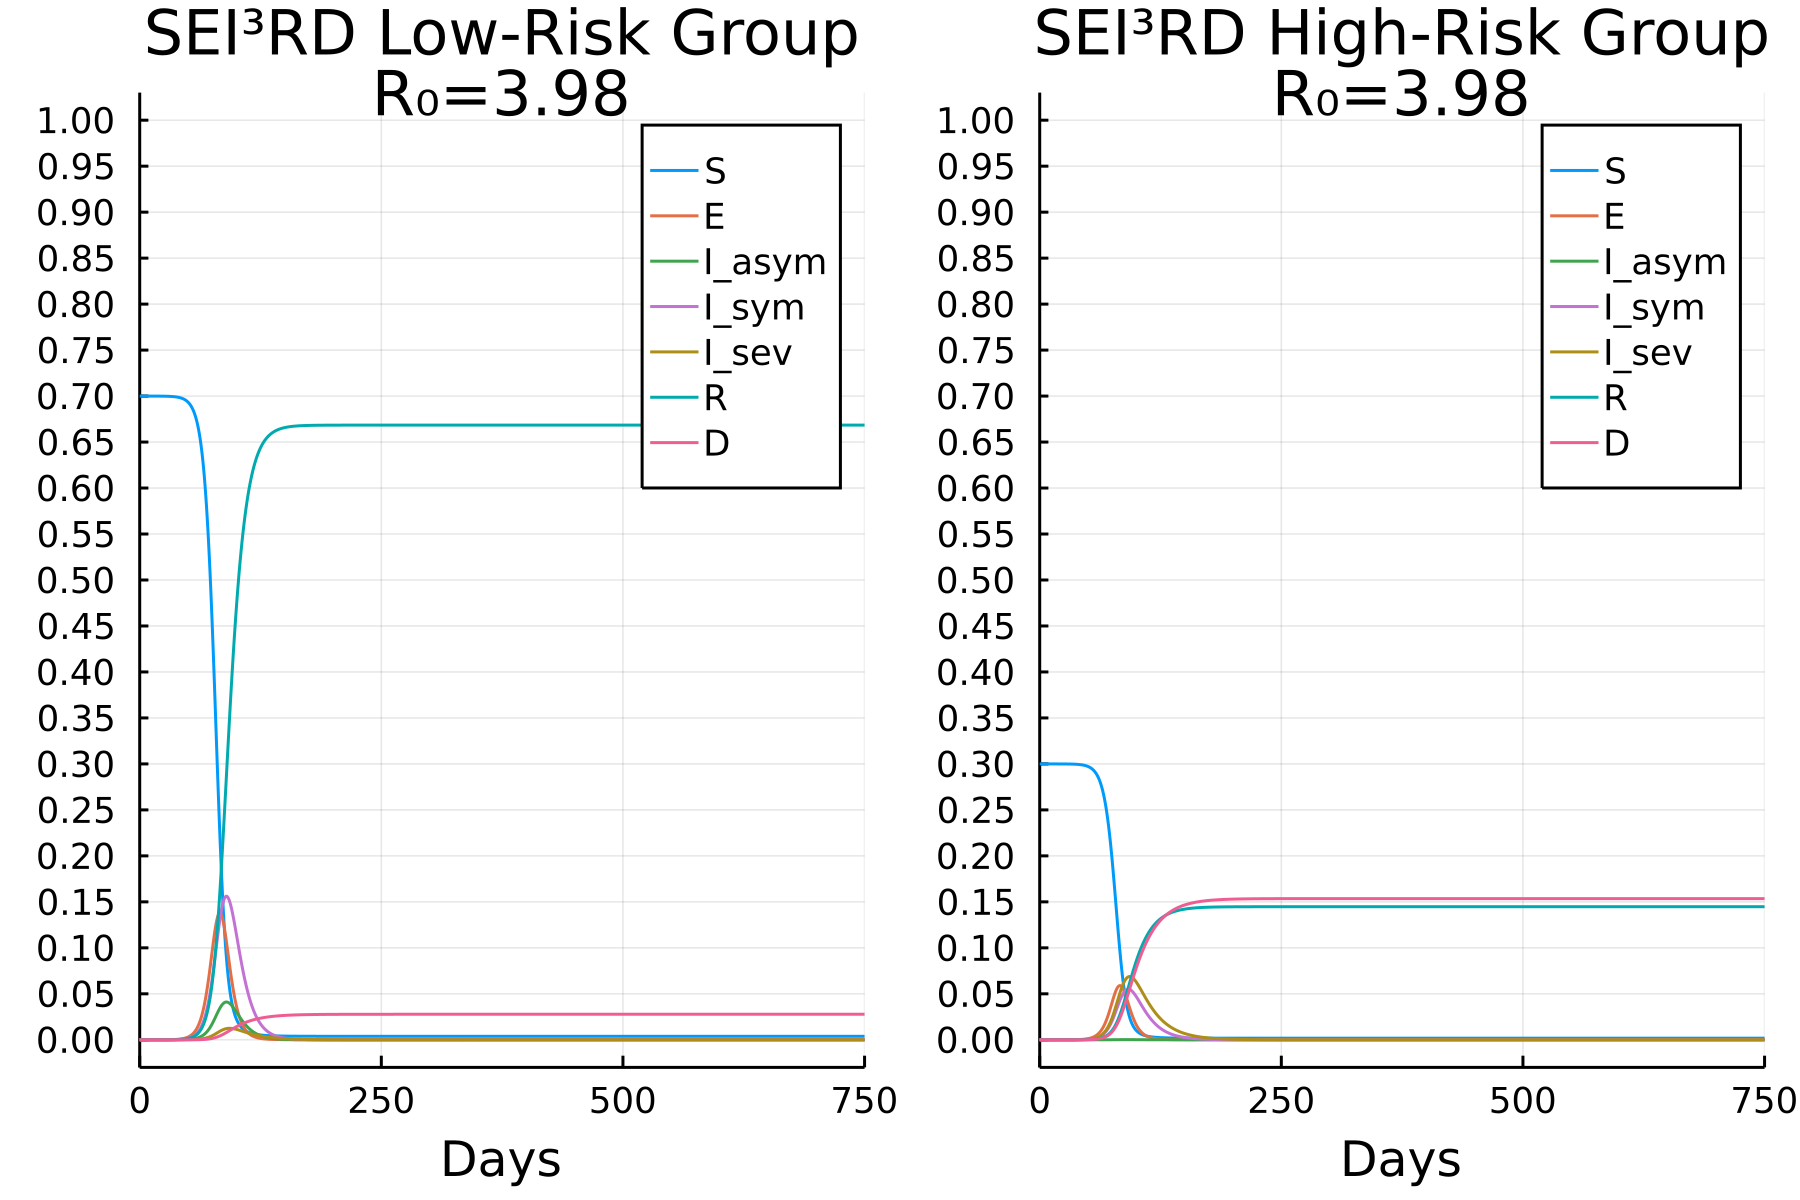 SEI³RD Low-Risk Group
R₀=3.98
1.00
0.95
0.90
0.85
0.80
0.75
0.70
0.65
0.60
0.55
0.50
0.45
0.40
0.35
0.30
0.25
0.20
0.15
0.10
0.05
0.00
S
E
I_asym
I_sym
I_sev
R
D
0 250 500 750
Days
SEI³RD High-Risk Group
R₀=3.98
1.00
0.95
0.90
0.85
0.80
0.75
0.70
0.65
0.60
0.55
0.50
0.45
0.40
0.35
0.30
0.25
0.20
0.15
0.10
0.05
0.00
S
E
I_asym
I_sym
I_sev
R
D
0 250 500 750
Days